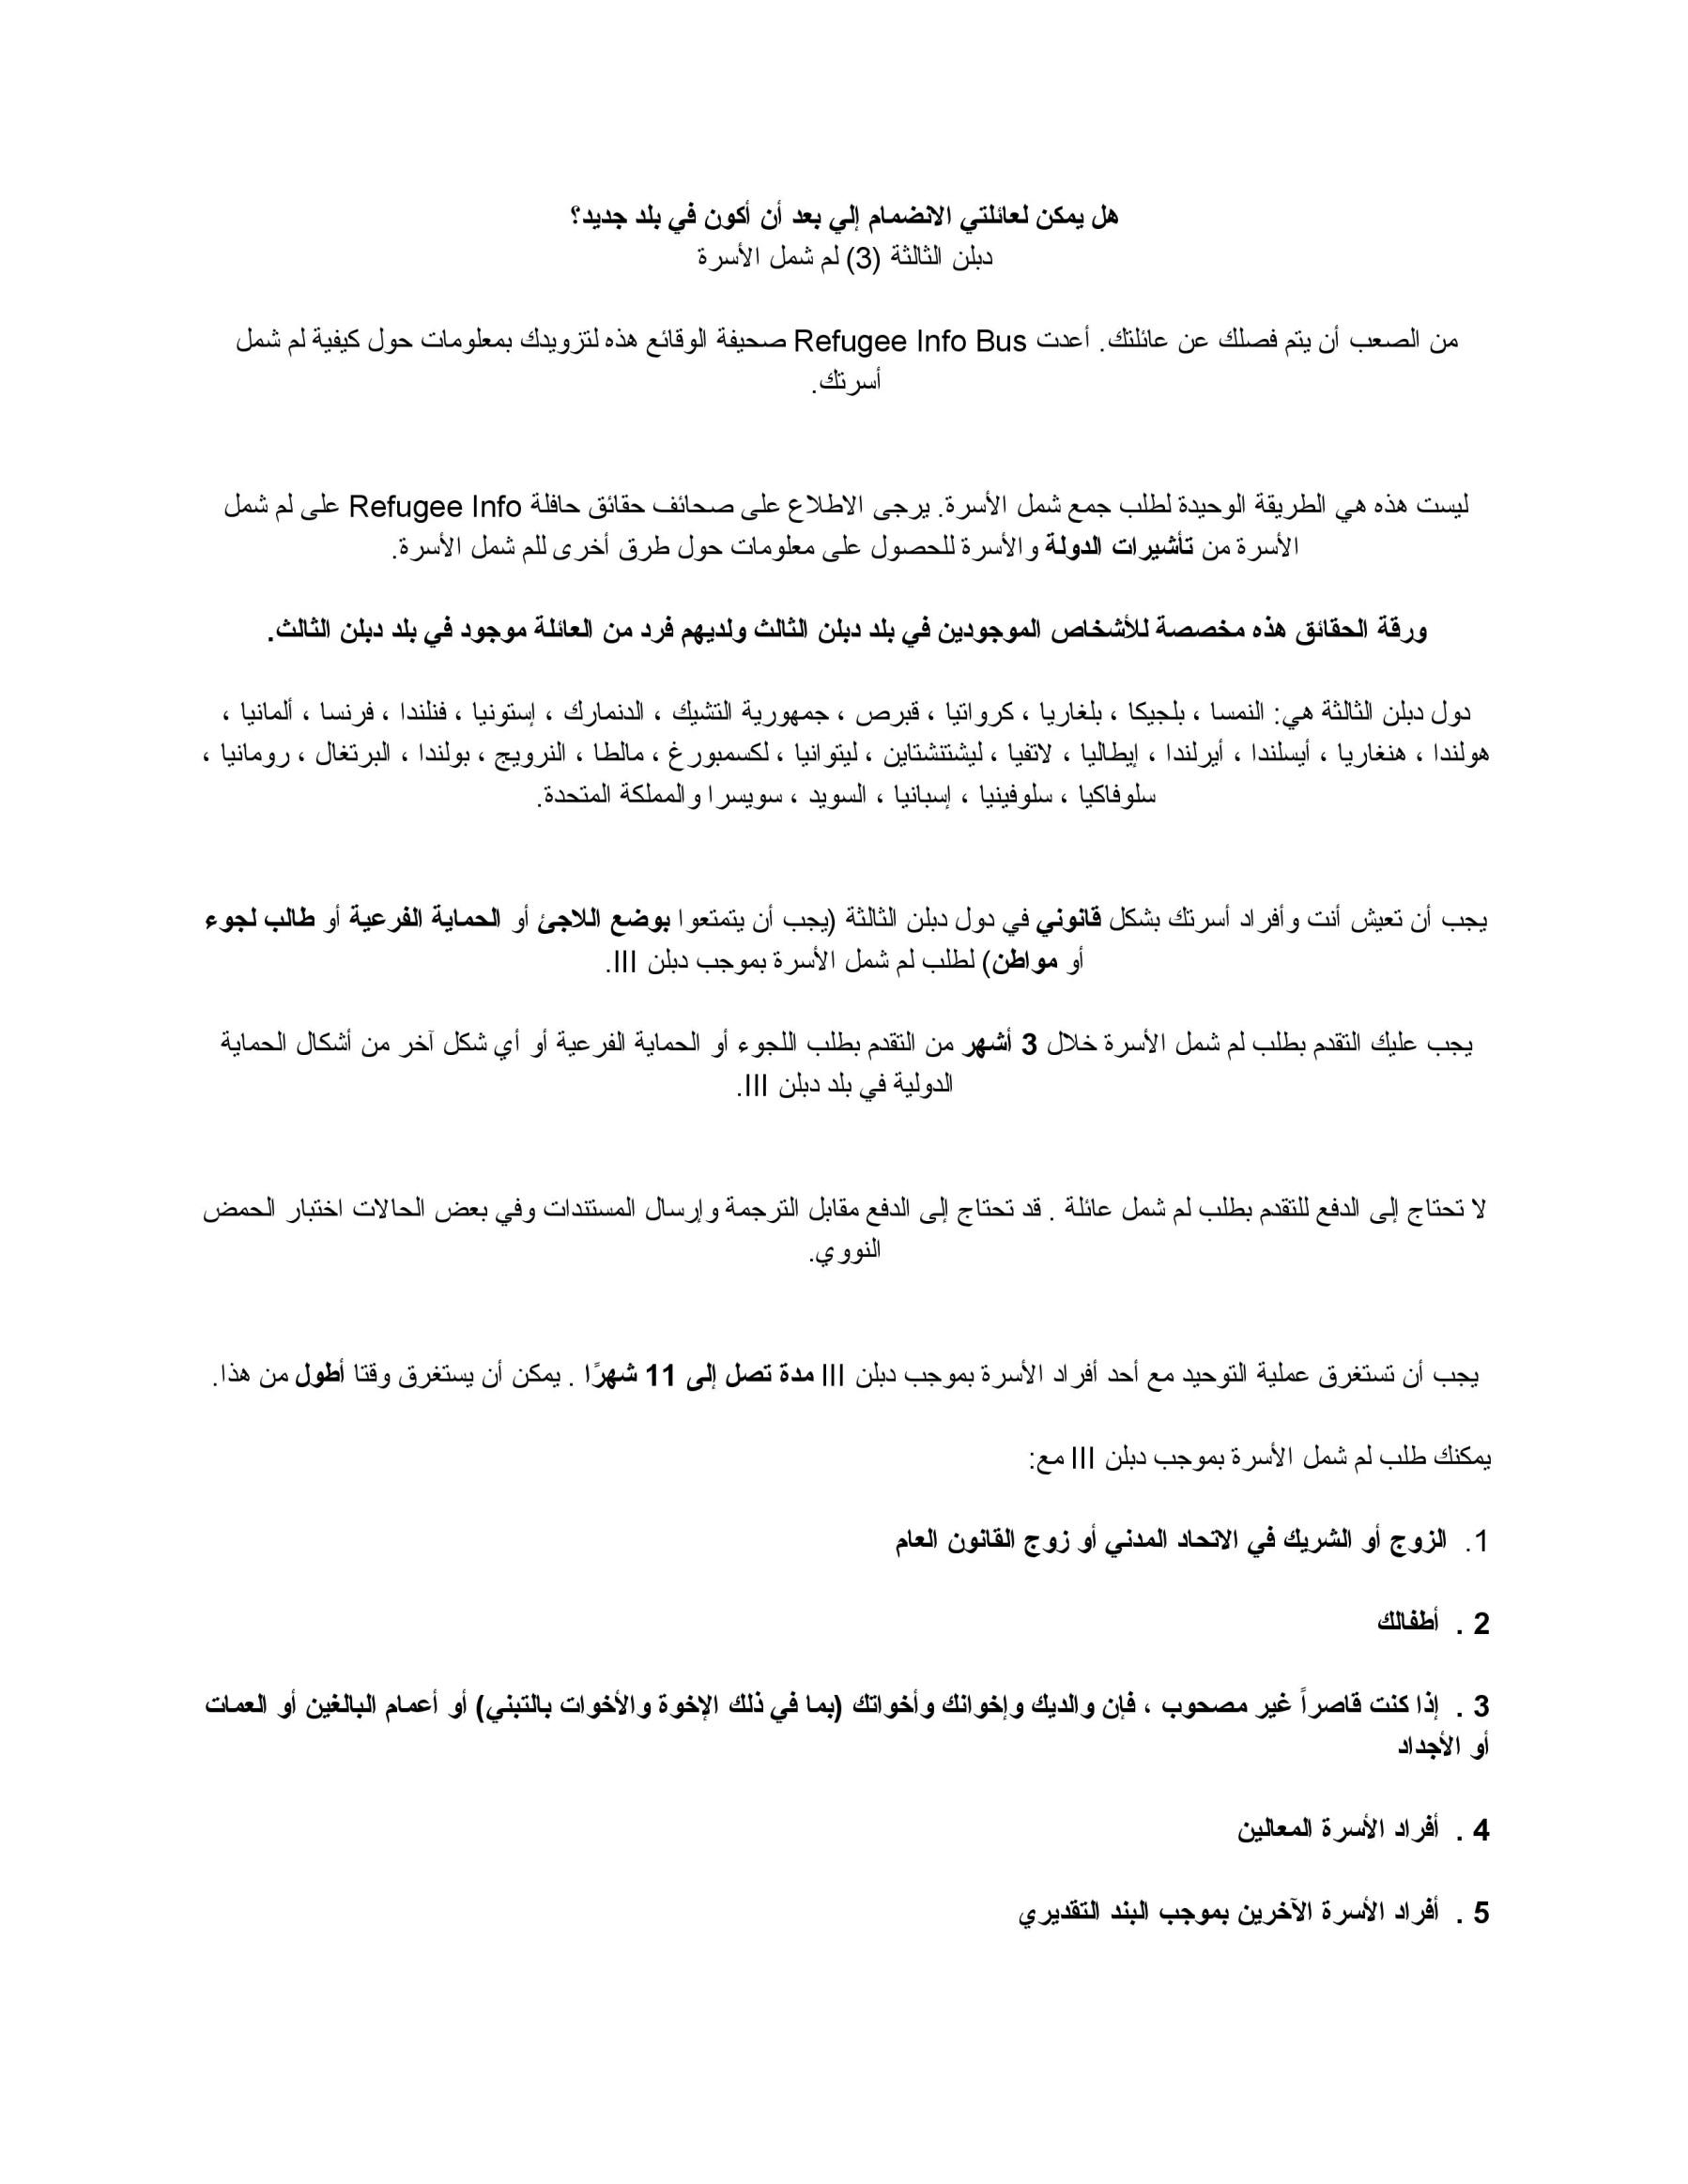 هل يمكن لعائلتي الانضمام إلي بعد أن أكون في بلد جديد؟
دبلن الثالثة (3) لم شمل الأسرة
من الصعب أن يتم فصلك عن عائلتك. أعدت Refugee Info Bus صحيفة الوقائع هذه لتزويدك بمعلومات حول كيفية لم شمل
أسرتك.
ليست هذه هي الطريقة الوحيدة لطلب جمع شمل الأسرة. يرجى الاطلاع على صحائف حقائق حافلة Refugee Info على لم شمل
الأسرة من تأشيرات الدولة والأسرة للحصول على معلومات حول طرق أخرى للم شمل الأسرة.
ورقة الحقائق هذه مخصصة للأشخاص الموجودين في بلد دبلن الثالث ولديهم فرد من العائلة موجود في بلد دبلن الثالث.
دول دبلن الثالثة هي: النمسا ، بلجيكا ، بلغاريا ، كرواتيا ، قبرص ، جمهورية التشيك ، الدنمارك ، إستونيا ، فنلندا ، فرنسا ، ألمانيا ،
هولندا ، هنغاريا ، أيسلندا ، أيرلندا ، إيطاليا ، لاتفيا ، ليشتنشتاين ، ليتوانيا ، لكسمبورغ ، مالطا ، النرويج ، بولندا ، البرتغال ، رومانيا ،
سلوفاكيا ، سلوفينيا ، إسبانيا ، السويد ، سويسرا والمملكة المتحدة.
يجب أن تعيش أنت وأفراد أسرتك بشكل قانوني في دول دبلن الثالثة (يجب أن يتمتعوا بوضع اللاجئ أو الحماية الفرعية أو طالب لجوء
أو مواطن) لطلب لم شمل الأسرة بموجب دبلن III.
يجب عليك التقدم بطلب لم شمل الأسرة خلال 3 أشهر من التقدم بطلب اللجوء أو الحماية الفرعية أو أي شكل آخر من أشكال الحماية
الدولية في بلد دبلن III.
لا تحتاج إلى الدفع للتقدم بطلب لم شمل عائلة . قد تحتاج إلى الدفع مقابل الترجمة وإرسال المستندات وفي بعض الحالات اختبار الحمض
النووي.
يجب أن تستغرق عملية التوحيد مع أحد أفراد الأسرة بموجب دبلن III مدة تصل إلى 11 شهرًا . يمكن أن يستغرق وقتا أطول من هذا.
يمكنك طلب لم شمل الأسرة بموجب دبلن III مع:
1. الزوج أو الشريك في الاتحاد المدني أو زوج القانون العام
2 . أطفالك
3 . إذا كنت قاصراً غير مصحوب ، فإن والديك وإخوانك وأخواتك (بما في ذلك الإخوة والأخوات بالتبني) أو أعمام البالغين أو العمات
أو الأجداد
4 . أفراد الأسرة المعالين
5 . أفراد الأسرة الآخرين بموجب البند التقديري